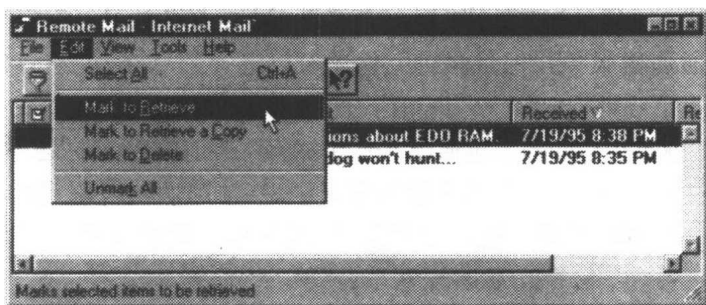 Remote Mail - Internet Mail
File Edit View Tools Help
Select All Ctrl+A
Mark to Retrieve
Received Re
Mark to Retrieve a Copy
ions about EDO RAM. 7/19/95 8:38 PM
Mark to Delete
dog won't hunt... 7/19/95 8:35 PM
Unmark All
Marks selected items to be retrieved